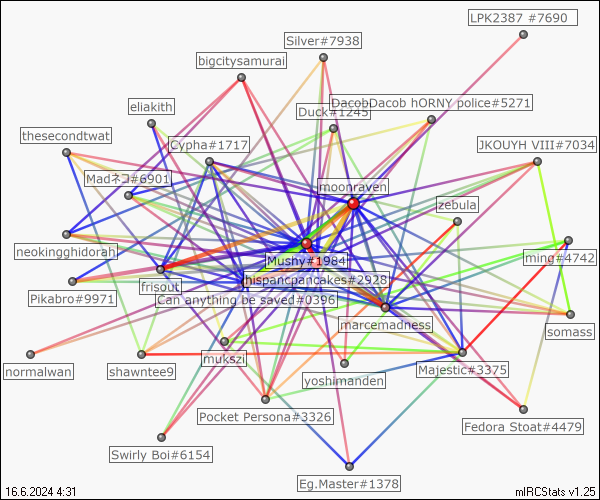 LPK2387 #7690
Silver#7938
bigcitysamurai
DacobDacob hORNY police#5271
eliakith
Duck#1245
thesecondtwat
Cypha#1717
JKOUYH VIII#7034
Madネコ#6901
moonraven
zebula
neokingghidorah
Mushy#1984
ming#4742
frisout
hispancpancakes#2928
Pikabro#9971
Can anything be saved#0396
marcemadness
somass
mukszi
normalwan
shawntee9
yoshimanden
Majestic#3375
Pocket Persona#3326
Fedora Stoat#4479
Swirly Boi#6154
Eg.Master#1378
16.6.2024 4:31
mIRCStats v1.25